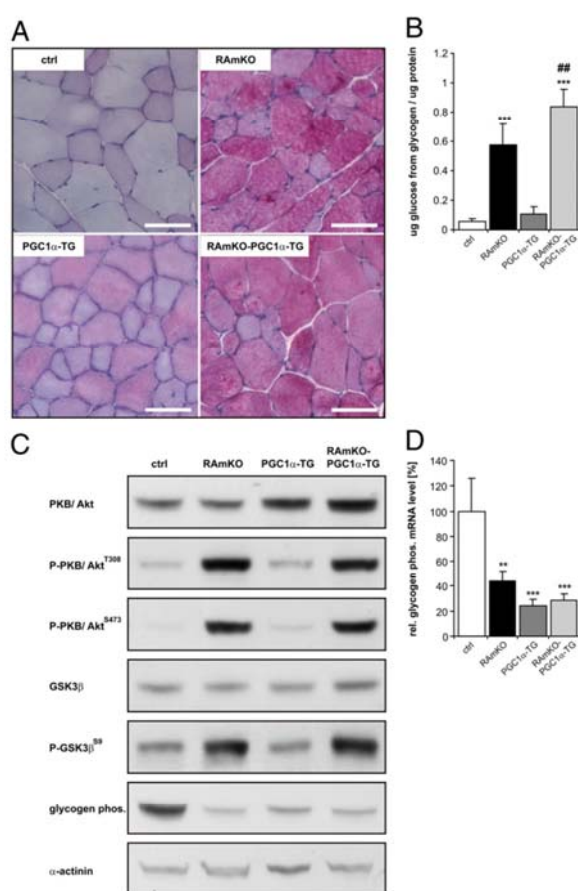 A
ctrl
RAmKO
PGC1α-TG
RAmKO-PGC1α-TG
B
ug glucose from glycogen / ug protein
1.2
1
0.8
0.6
0.4
0.2
0
***
##
***
ctrl
RAmKO
PGC1α-TG
RAmKO-
PGC1α-TG
C
ctrl
RAmKO
PGC1α-TG
RAmKO-
PGC1α-TG
PKB/ Akt
P-PKB/ Akt^T308
P-PKB/ Akt^S473
GSK3β
P-GSK3β^S9
glycogen phos.
α-actinin
D
rel. glycogen phos. mRNA level [%]
140
120
100
80
60
40
20
0
**
***
***
ctrl
RAmKO
PGC1α-TG
RAmKO-
PGC1α-TG